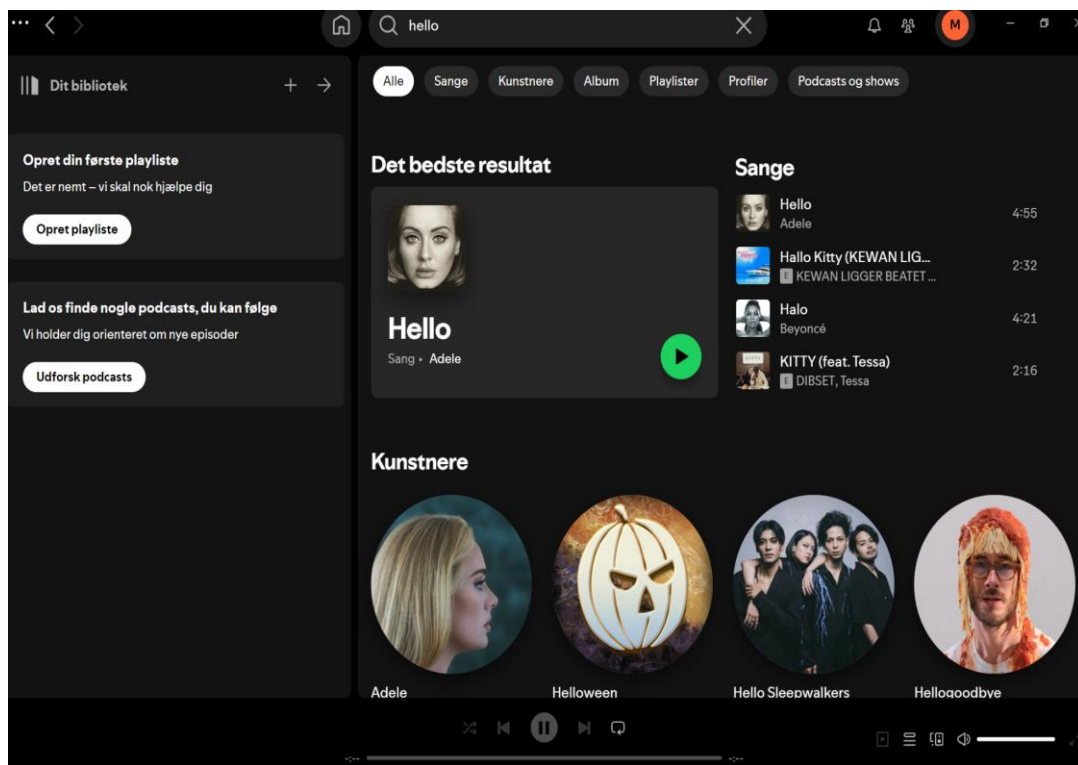 hello
M
Dit bibliotek
Alle
Sange
Kunstnere
Album
Playlister
Profiler
Podcasts og shows
Opret din første playliste
Det er nemt – vi skal nok hjælpe dig
Opret playliste
Lad os finde nogle podcasts, du kan følge
Vi holder dig orienteret om nye episoder
Udforsk podcasts
Det bedste resultat
Hello
Sang • Adele
Sange
Hello
Adele
4:55
Hallo Kitty (KEWAN LIG...
E KEWAN LIGGER BEATET ...
2:32
Halo
Beyoncé
4:21
KITTY (feat. Tessa)
E DIBSET, Tessa
2:16
Kunstnere
Adele
Helloween
Hello Sleepwalkers
Hellogoodbye
-:--
-:--